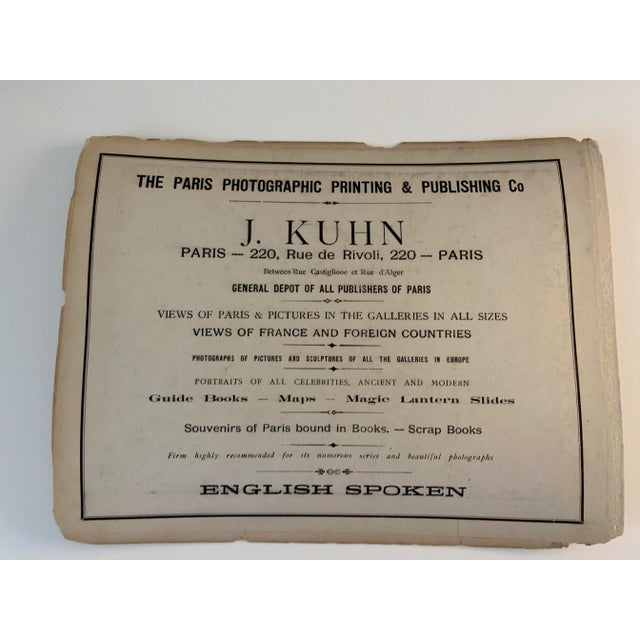 THE PARIS PHOTOGRAPHIC PRINTING & PUBLISHING Co
J. KUHN
PARIS — 220, Rue de Rivoli, 220 — PARIS
Between Rue Castiglione et Rue d'Alger
GENERAL DEPOT OF ALL PUBLISHERS OF PARIS
VIEWS OF PARIS & PICTURES IN THE GALLERIES IN ALL SIZES
VIEWS OF FRANCE AND FOREIGN COUNTRIES
PHOTOGRAPHS OF PICTURES AND SCULPTURES OF ALL THE GALLERIES IN EUROPE
PORTRAITS OF ALL CELEBRITIES, ANCIENT AND MODERN
Guide Books — Maps — Magic Lantern Slides
Souvenirs of Paris bound in Books. — Scrap Books
Firm highly recommended for its numerous series and beautiful photographs
ENGLISH SPOKEN